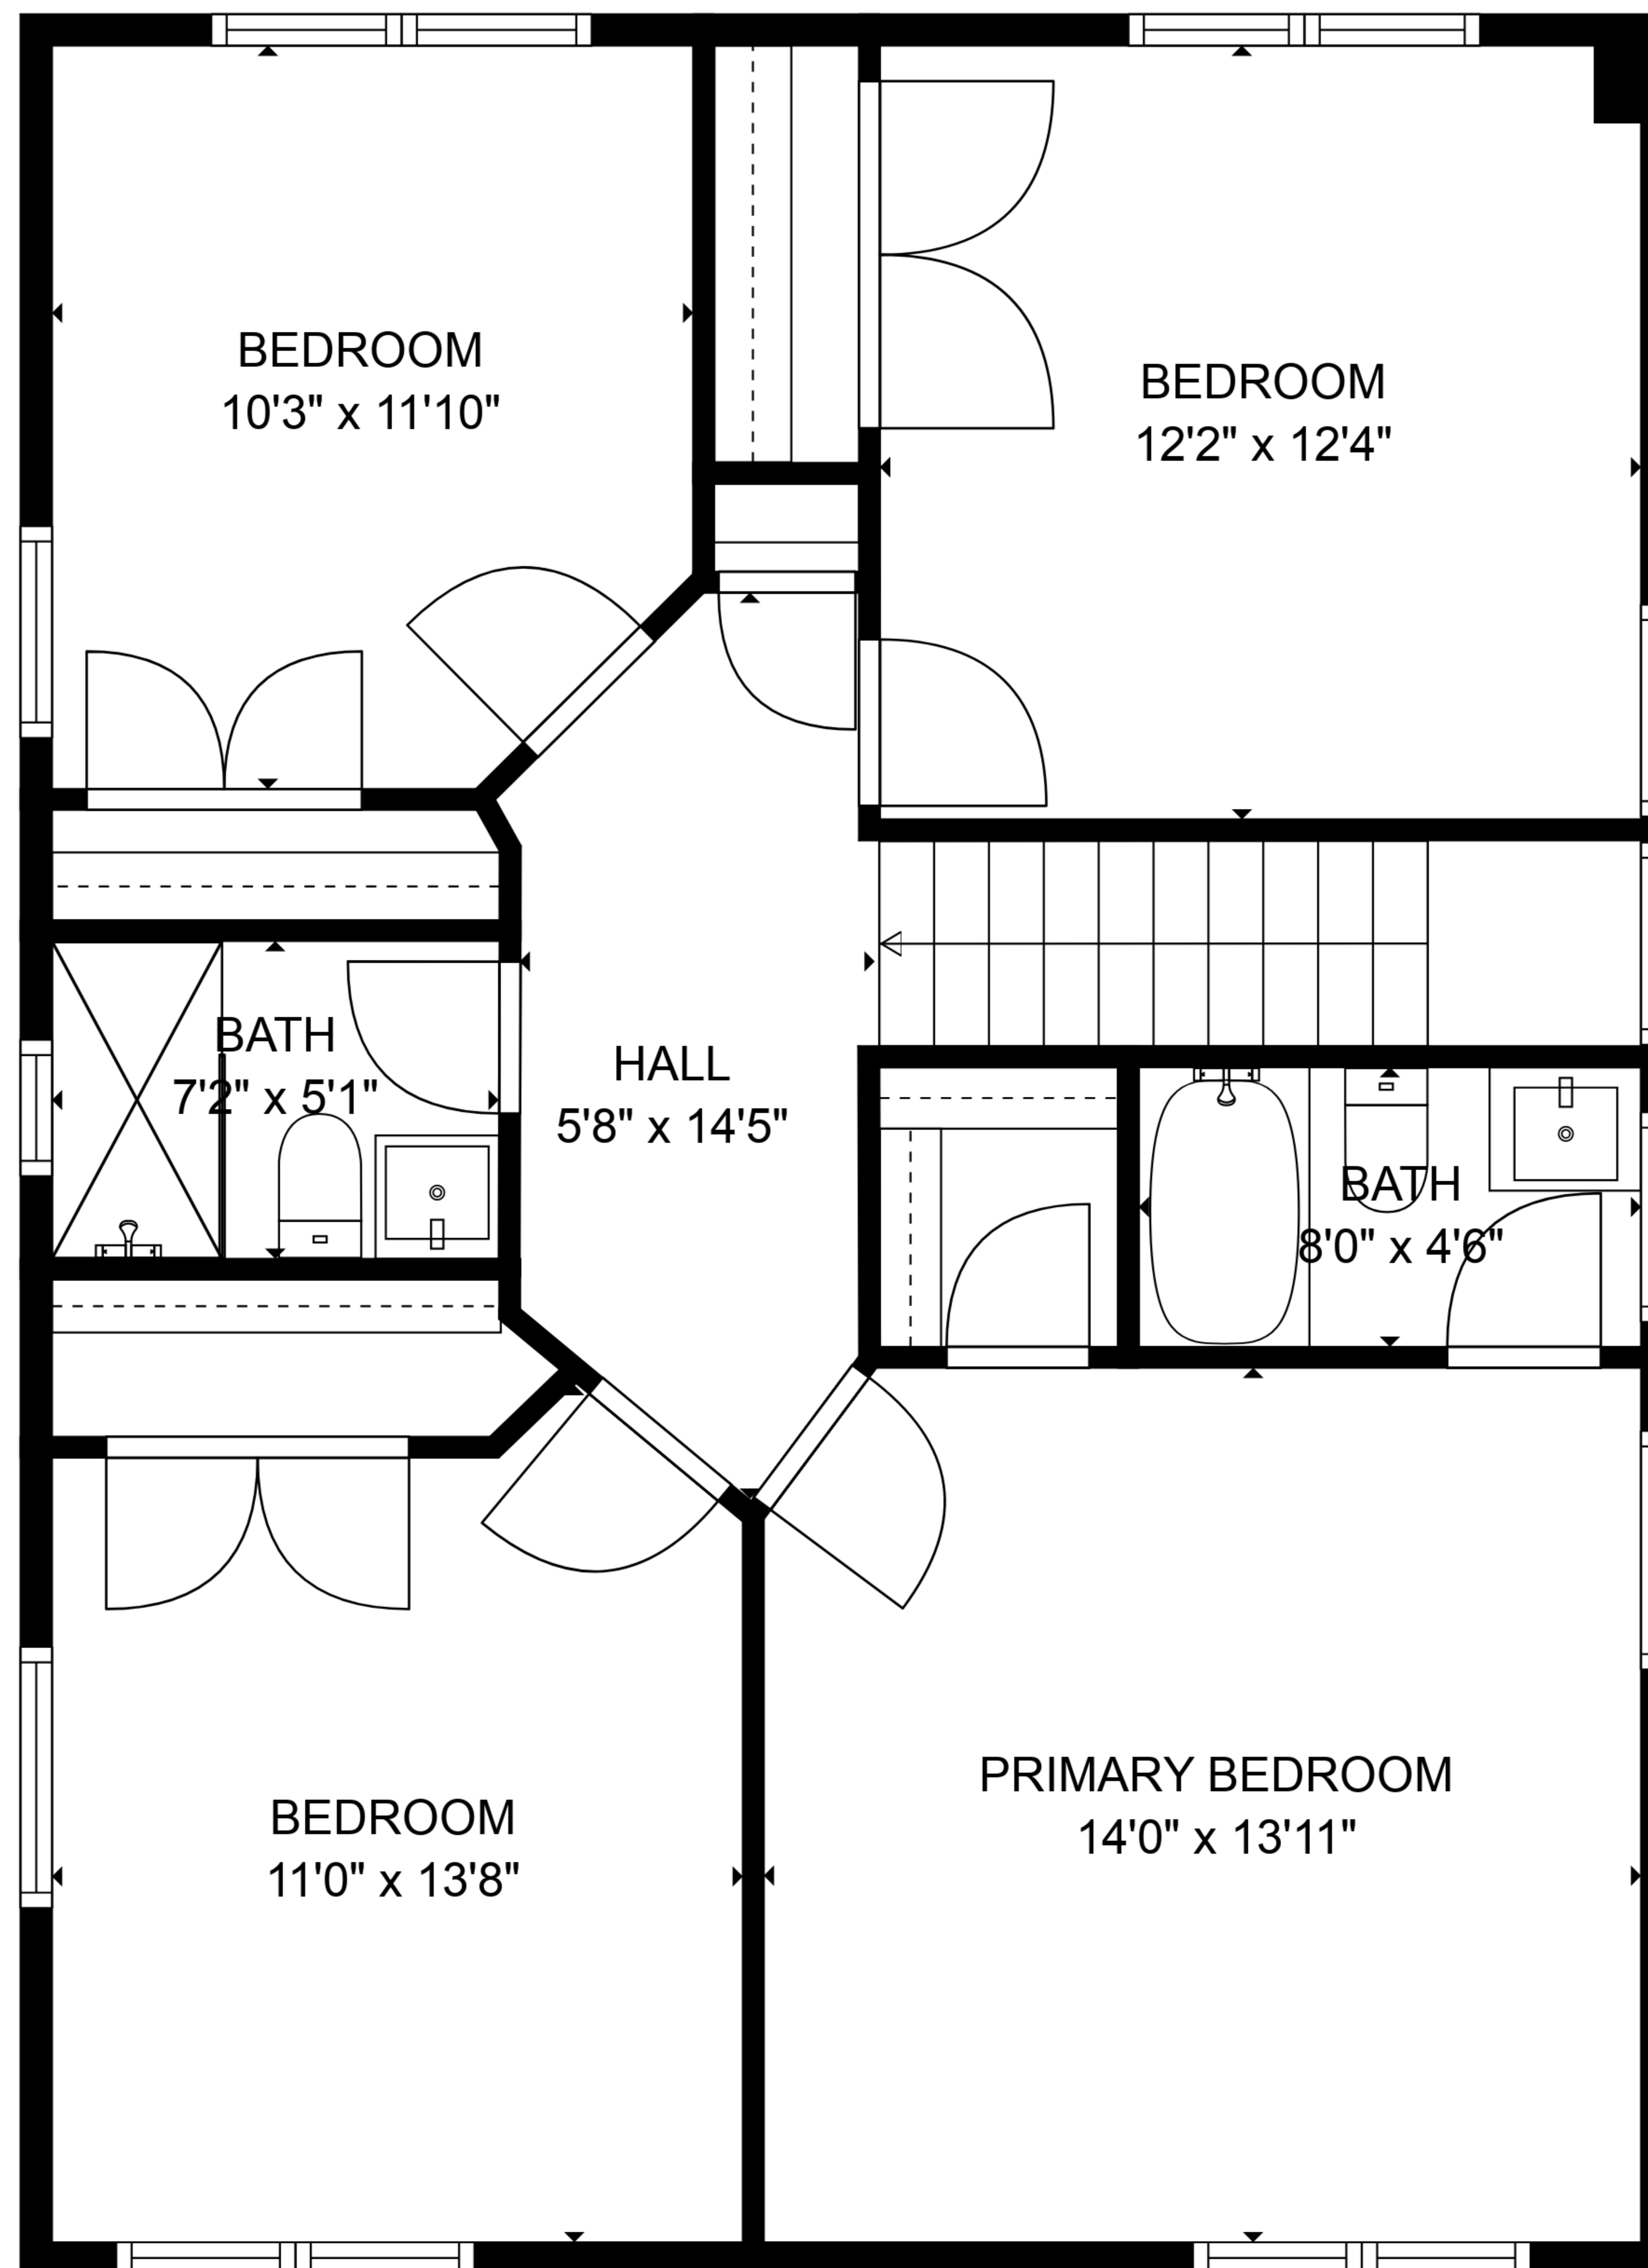 BEDROOM
10'3" x 11'10"
BEDROOM
12'2" x 12'4"
BATH
7'2" x 5'1"
HALL
5'8" x 14'5"
BATH
8'0" x 4'6"
BEDROOM
11'0" x 13'8"
PRIMARY BEDROOM
14'0" x 13'11"